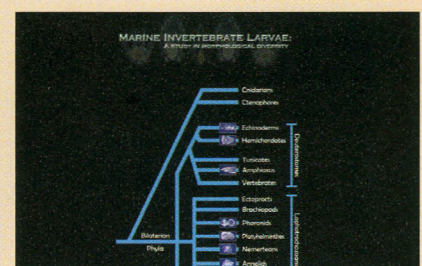 MARINE INVERTEBRATE LARVAE:
A STUDY IN MORPHOLOGICAL DIVERSITY
Cnidarians
Ctenophores
Echinoderms
Hemichordates
Tunicates
Amphioxus
Vertebrates
Deuterostomes
Ectoprocts
Brachiopods
Phoronids
Platyhelminthes
Nemerteans
Annelids
Bilaterian
Phyla